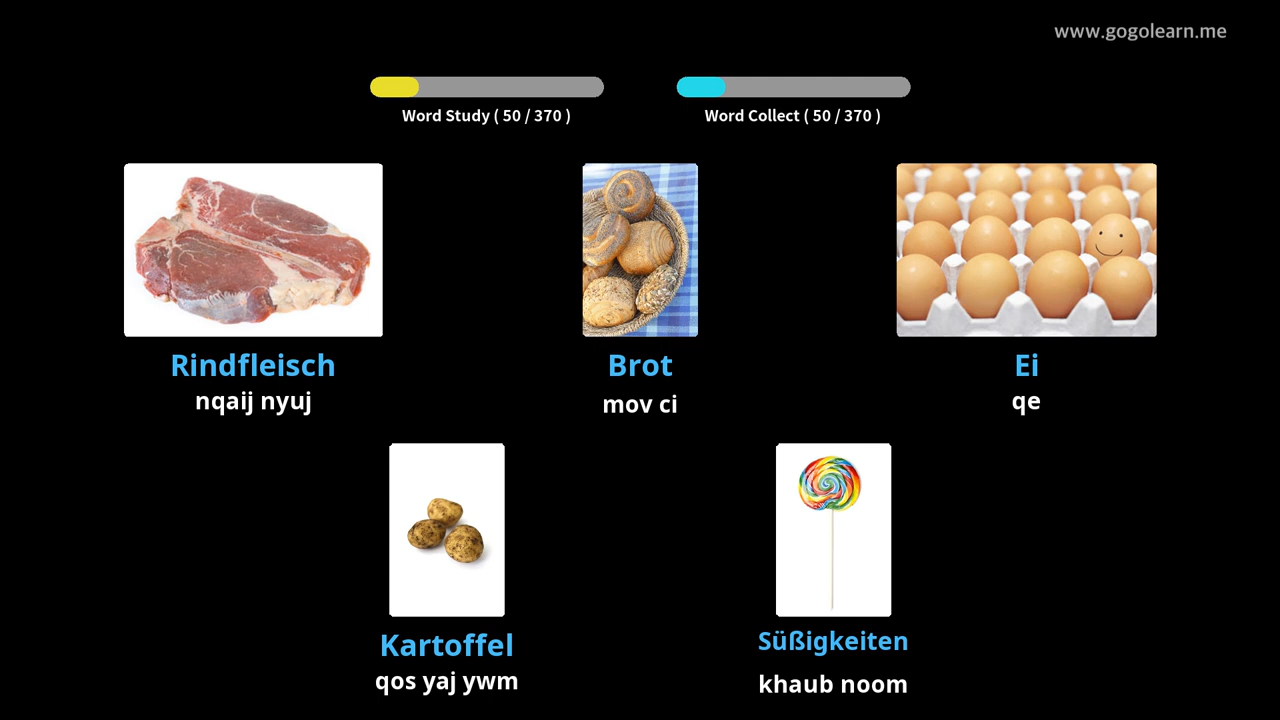 www.gogolearn.me
Word Study ( 50 / 370 )
Word Collect ( 50 / 370 )
Rindfleisch
nqaij nyuj
Brot
mov ci
Ei
qe
Kartoffel
qos yaj ywm
Süßigkeiten
khaub noom